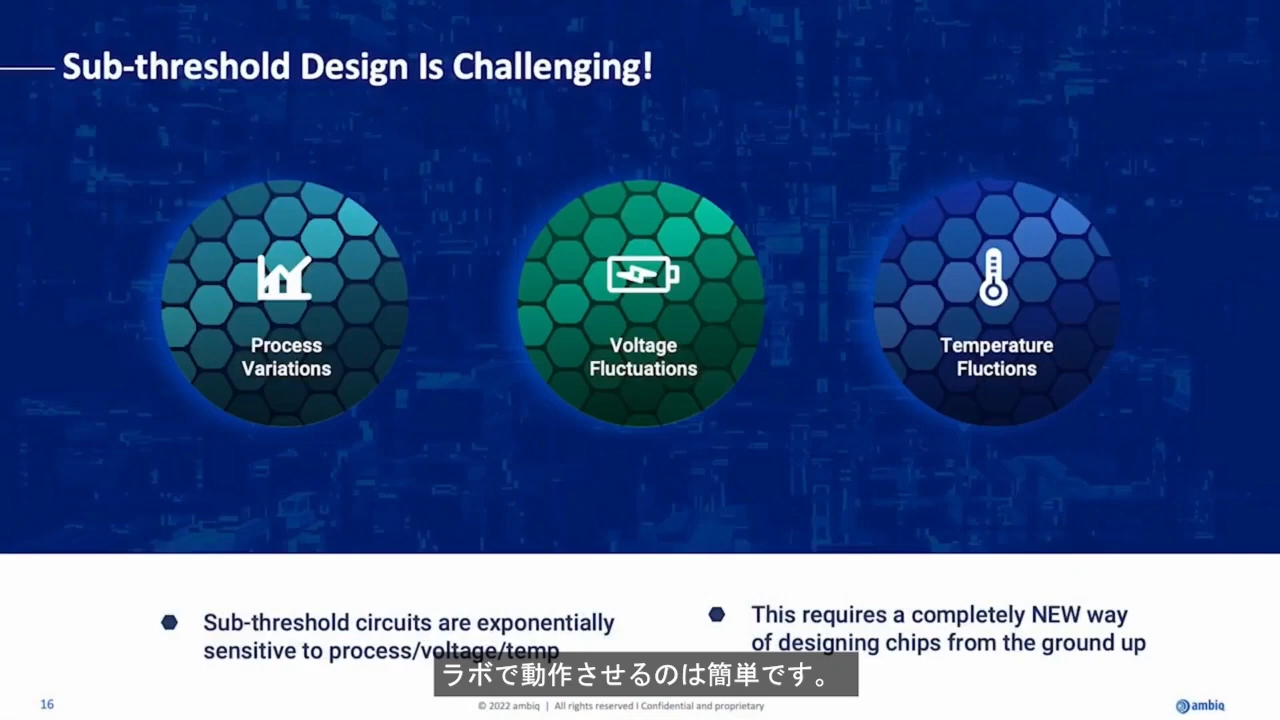 Sub-threshold Design Is Challenging!
Process
Variations
Voltage
Fluctuations
Temperature
Fluctions
Sub-threshold circuits are exponentially
sensitive to process/voltage/temp
This requires a completely NEW way
of designing chips from the ground up
ラボで動作させるのは簡単です。
16
© 2022 ambiq | All rights reserved I Confidential and proprietary
ambiq